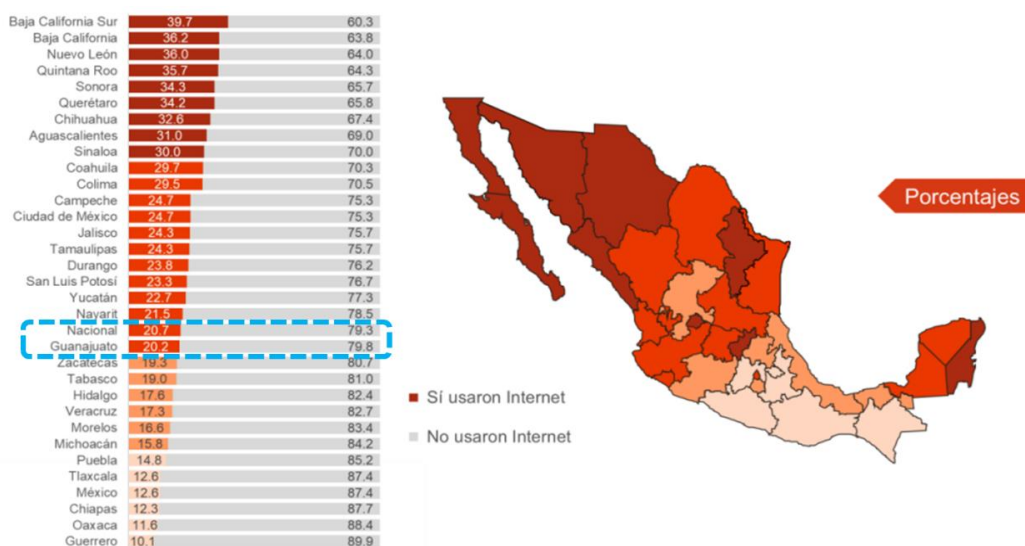 Baja California Sur 39.7 60.3
Baja California 36.2 63.8
Nuevo León 36.0 64.0
Quintana Roo 35.7 64.3
Sonora 34.3 65.7
Querétaro 34.2 65.8
Chihuahua 32.6 67.4
Aguascalientes 31.0 69.0
Sinaloa 30.0 70.0
Coahuila 29.7 70.3
Colima 29.5 70.5
Campeche 24.7 75.3
Ciudad de México 24.7 75.3
Jalisco 24.3 75.7
Tamaulipas 24.3 75.7
Durango 23.8 76.2
San Luis Potosí 23.3 76.7
Yucatán 22.7 77.3
Nayarit 21.5 78.5
Nacional 20.7 79.3
Guanajuato 20.2 79.8
Zacatecas 19.3 80.7
Tabasco 19.0 81.0
Hidalgo 17.6 82.4
Veracruz 17.3 82.7
Morelos 16.6 83.4
Michoacán 15.8 84.2
Puebla 14.8 85.2
Tlaxcala 12.6 87.4
México 12.6 87.4
Chiapas 12.3 87.7
Oaxaca 11.6 88.4
Guerrero 10.1 89.9
Sí usaron Internet
No usaron Internet
Porcentajes